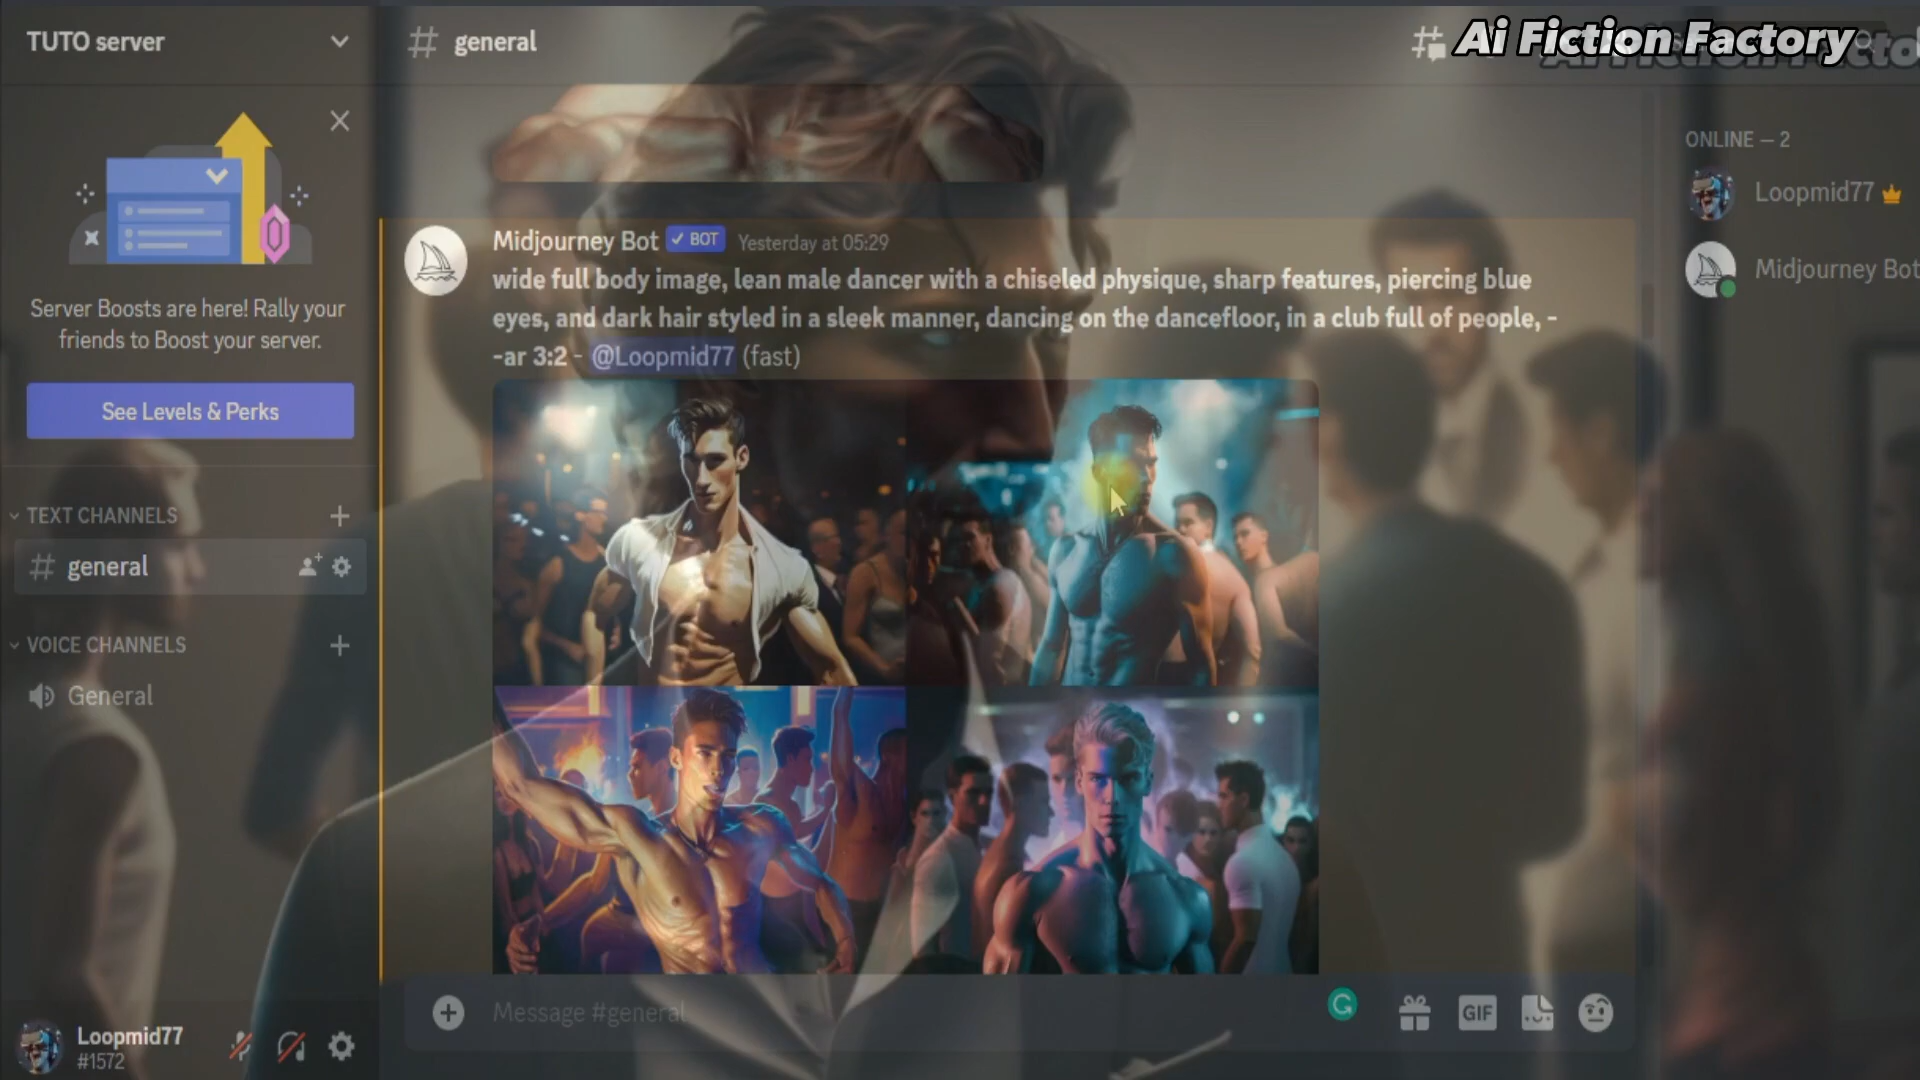 TUTO server
general
Ai Fiction Factory
Server Boosts are here! Rally your
friends to Boost your server.
See Levels & Perks
TEXT CHANNELS
general
VOICE CHANNELS
General
Loopmid77
#1572
Midjourney Bot ✓ BOT Yesterday at 05:29
wide full body image, lean male dancer with a chiseled physique, sharp features, piercing blue
eyes, and dark hair styled in a sleek manner, dancing on the dancefloor, in a club full of people, -
-ar 3:2 - @Loopmid77 (fast)
Message #general
GIF
ONLINE — 2
Loopmid77
Midjourney Bot